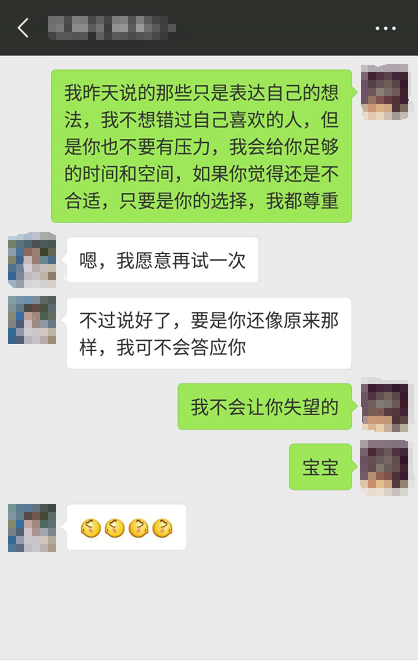 我昨天说的那些只是表达自己的想
法，我不想错过自己喜欢的人，但
是你也不要有压力，我会给你足够
的时间和空间，如果你觉得还是不
合适，只要是你的选择，我都尊重
嗯，我愿意再试一次
不过说好了，要是你还像原来那
样，我可不会答应你
我不会让你失望的
宝宝